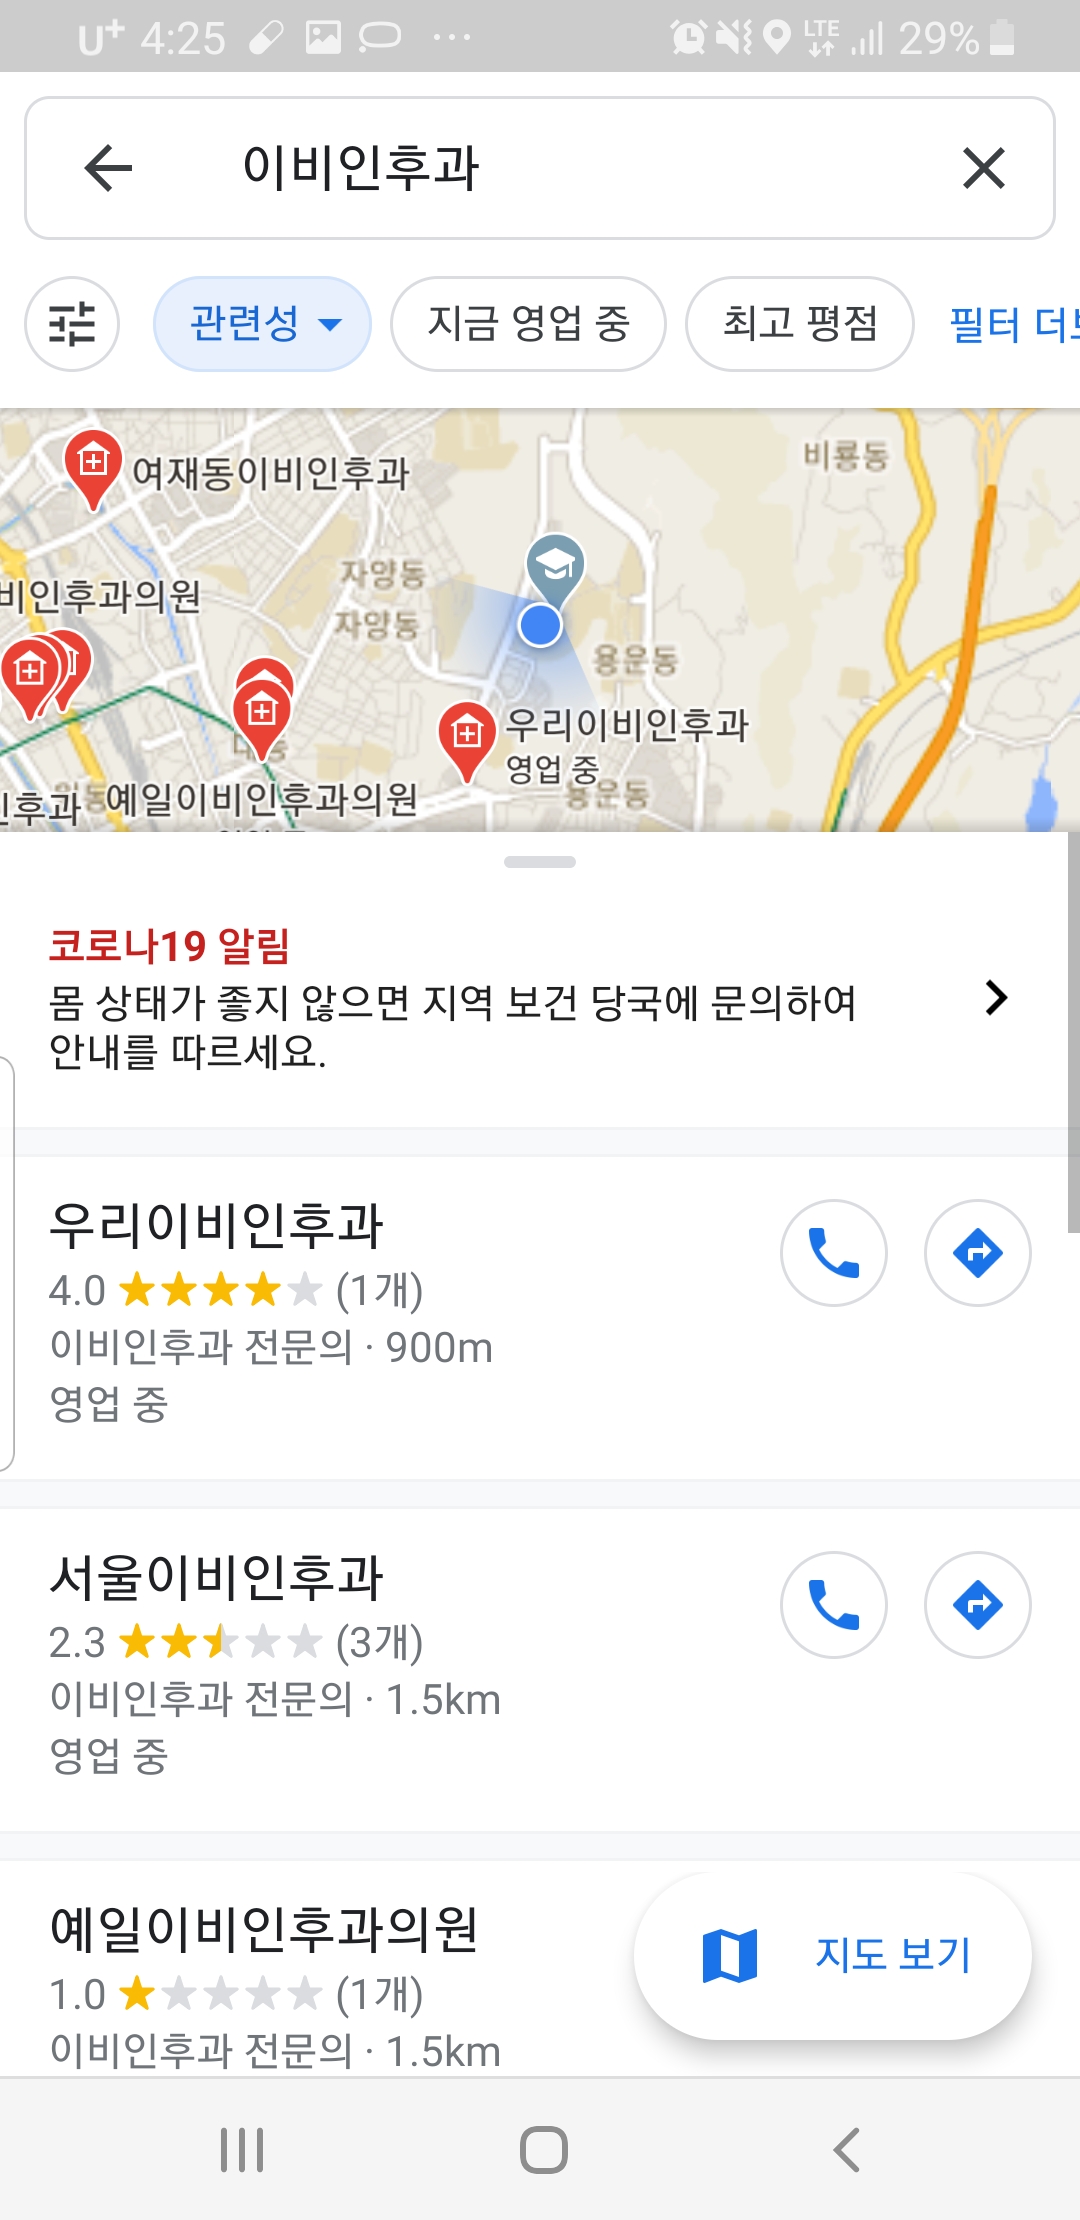 U+ 4:25 ... LTE 29%
이비인후과
관련성 지금 영업 중 최고 평점 필터 더
비룡동
여재동이비인후과
자양동
비인후과의원
자양동
용운동
우리이비인후과
영업 중
용운동
예일이비인후과의원
인후과
코로나19 알림
몸 상태가 좋지 않으면 지역 보건 당국에 문의하여
안내를 따르세요.
우리이비인후과
4.0 (1개)
이비인후과 전문의 · 900m
영업 중
서울이비인후과
2.3 (3개)
이비인후과 전문의 · 1.5km
영업 중
예일이비인후과의원
1.0 (1개)
지도 보기
이비인후과 전문의 · 1.5km